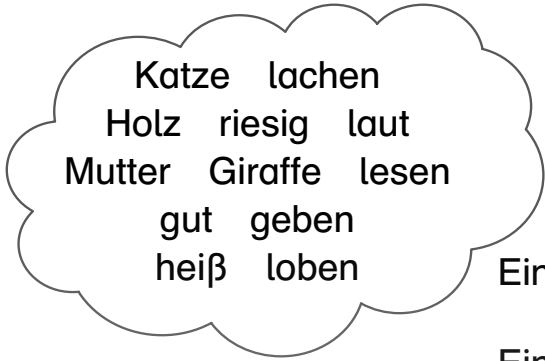 Katze lachen
Holz riesig laut
Mutter Giraffe lesen
gut geben
heiß loben